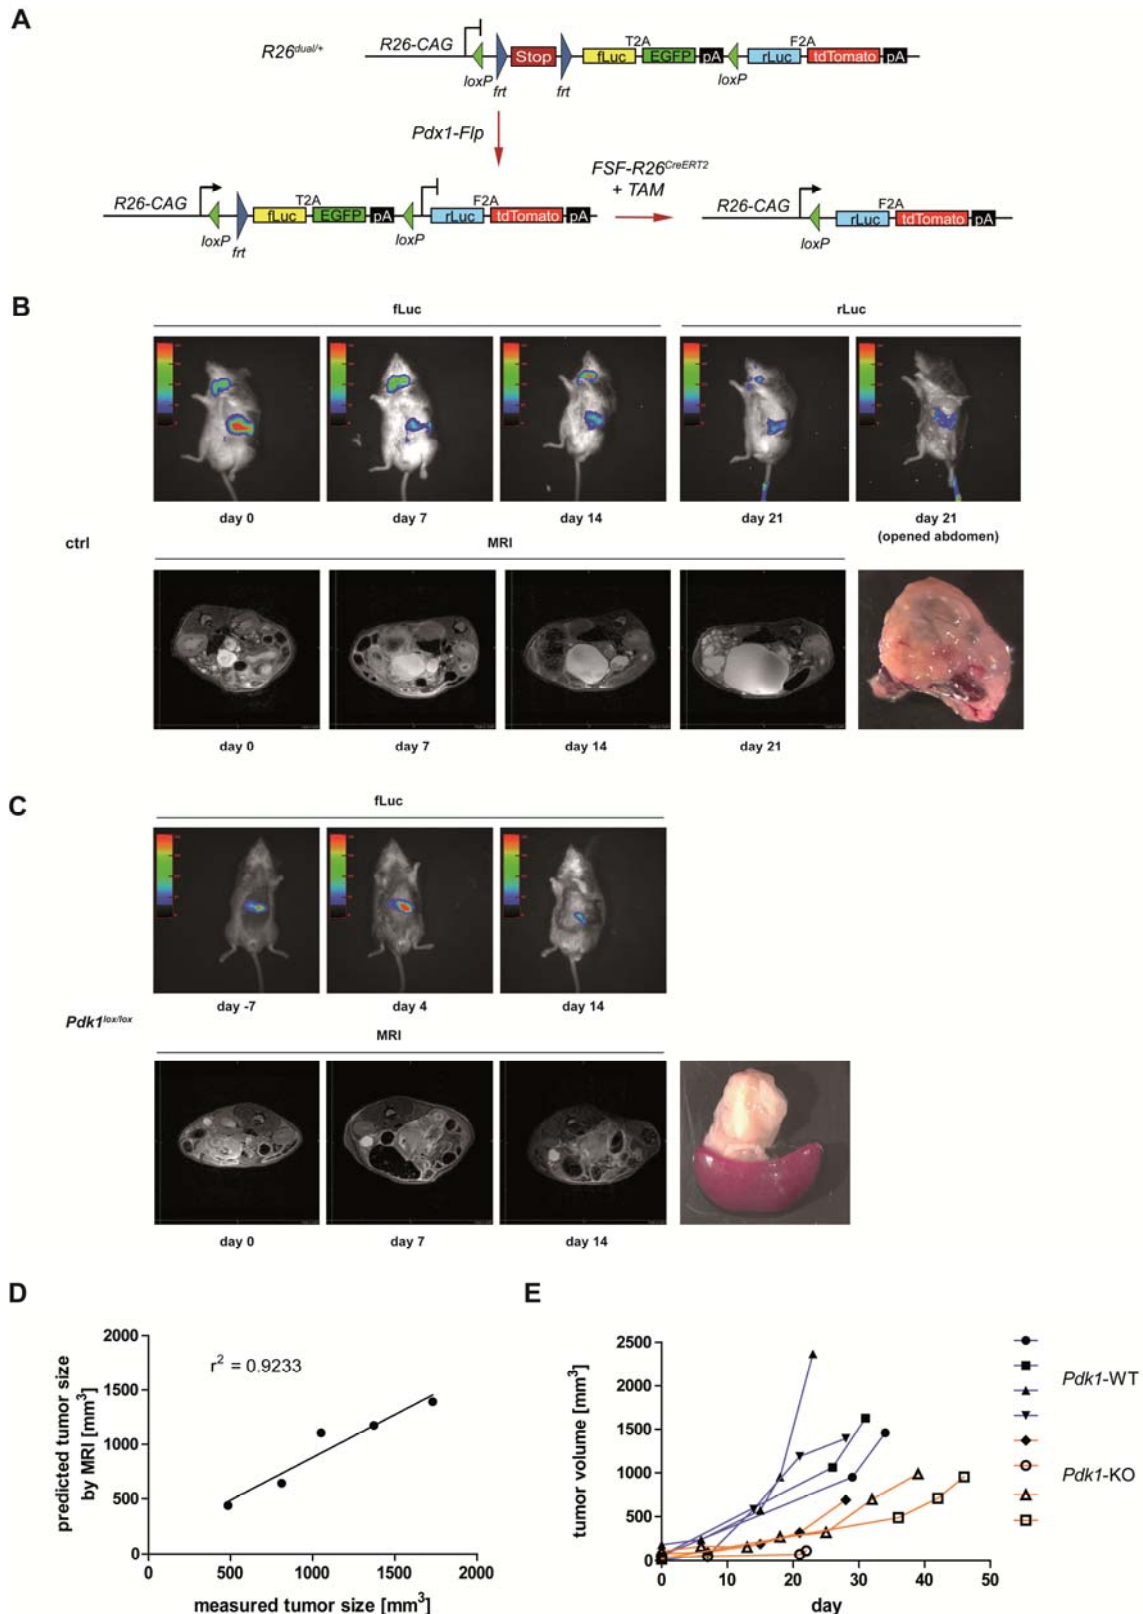 A
R26dual/+
R26-CAG
loxP
frt
Stop
frt
fLuc
T2A
EGFP
pA
loxP
rLuc
F2A
tdTomato
pA
Pdx1-Flp
FSF-R26CreERT2
+ TAM
R26-CAG
loxP
frt
fLuc
T2A
EGFP
pA
loxP
rLuc
F2A
tdTomato
pA
R26-CAG
loxP
rLuc
F2A
tdTomato
pA
B
fLuc
rLuc
day 0
day 7
day 14
day 21
day 21
(opened abdomen)
ctrl
MRI
day 0
day 7
day 14
day 21
C
fLuc
day -7
day 4
day 14
Pdk1lox/lox
MRI
day 0
day 7
day 14
D
predicted tumor size
by MRI [mm3]
2000
1500
1000
500
0
r2 = 0.9233
0
500
1000
1500
2000
measured tumor size [mm3]
E
tumor volume [mm3]
2500
2000
1500
1000
500
0
0
10
20
30
40
50
day
Pdk1-WT
Pdk1-KO